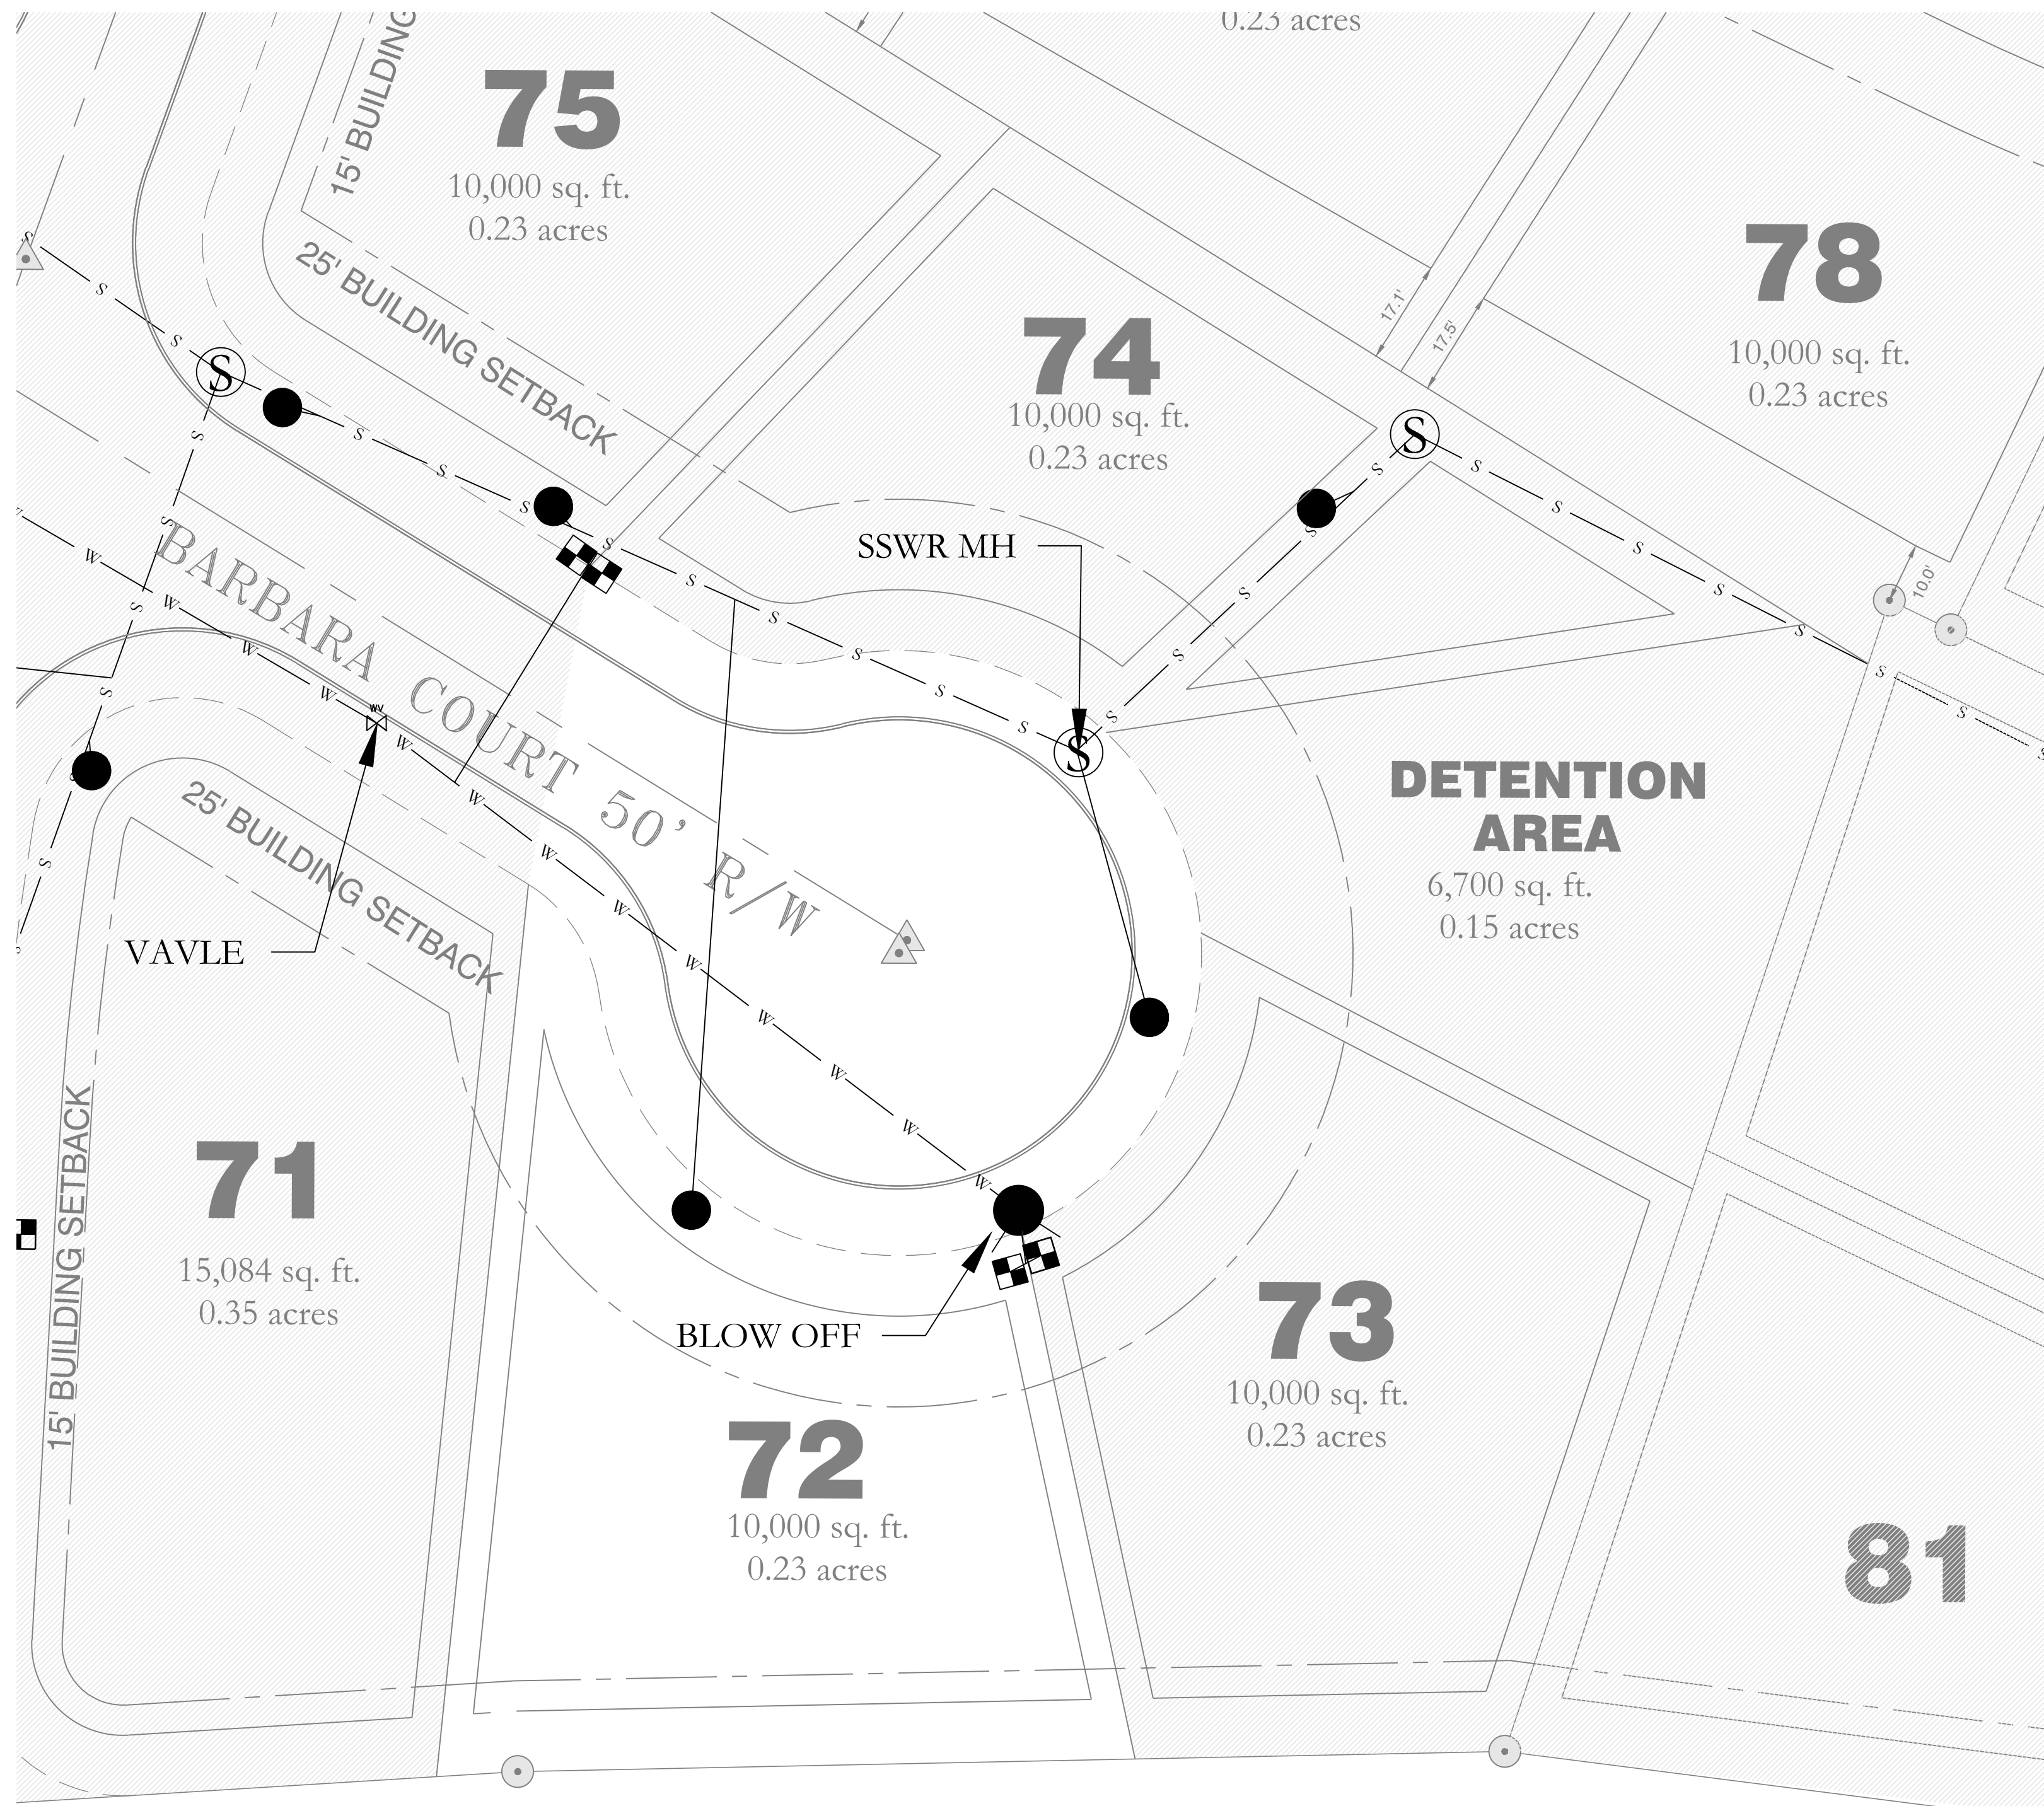 0.23 acres
15' BUILDING
75
10,000 sq. ft.
0.23 acres
25' BUILDING SETBACK
74
10,000 sq. ft.
0.23 acres
17.1'
17.5'
78
10,000 sq. ft.
0.23 acres
10.0'
S
S
SSWR MH
S
WV
BARBARA COURT 50' R/W
25' BUILDING SETBACK
VAVLE
DETENTION
AREA
6,700 sq. ft.
0.15 acres
71
15,084 sq. ft.
0.35 acres
15' BUILDING SETBACK
BLOW OFF
72
10,000 sq. ft.
0.23 acres
73
10,000 sq. ft.
0.23 acres
81